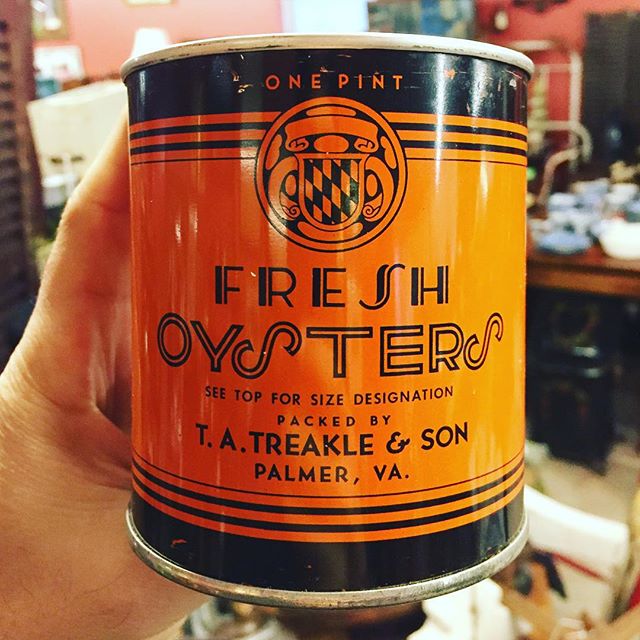 ONE PINT
FRESH
OYSTERS
SEE TOP FOR SIZE DESIGNATION
PACKED BY
T. A. TREAKLE & SON
PALMER, VA.